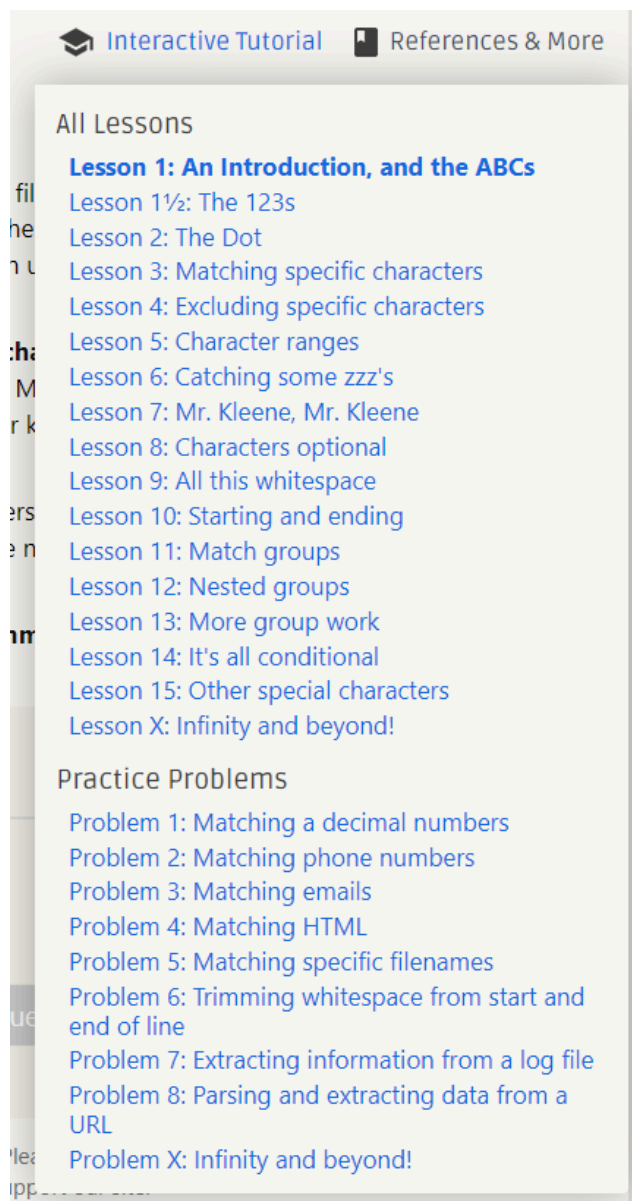 Interactive Tutorial
References & More
All Lessons
Lesson 1: An Introduction, and the ABCs
Lesson 1½: The 123s
Lesson 2: The Dot
Lesson 3: Matching specific characters
Lesson 4: Excluding specific characters
Lesson 5: Character ranges
Lesson 6: Catching some zzz's
Lesson 7: Mr. Kleene, Mr. Kleene
Lesson 8: Characters optional
Lesson 9: All this whitespace
Lesson 10: Starting and ending
Lesson 11: Match groups
Lesson 12: Nested groups
Lesson 13: More group work
Lesson 14: It's all conditional
Lesson 15: Other special characters
Lesson X: Infinity and beyond!
Practice Problems
Problem 1: Matching a decimal numbers
Problem 2: Matching phone numbers
Problem 3: Matching emails
Problem 4: Matching HTML
Problem 5: Matching specific filenames
Problem 6: Trimming whitespace from start and
end of line
Problem 7: Extracting information from a log file
Problem 8: Parsing and extracting data from a
URL
Problem X: Infinity and beyond!